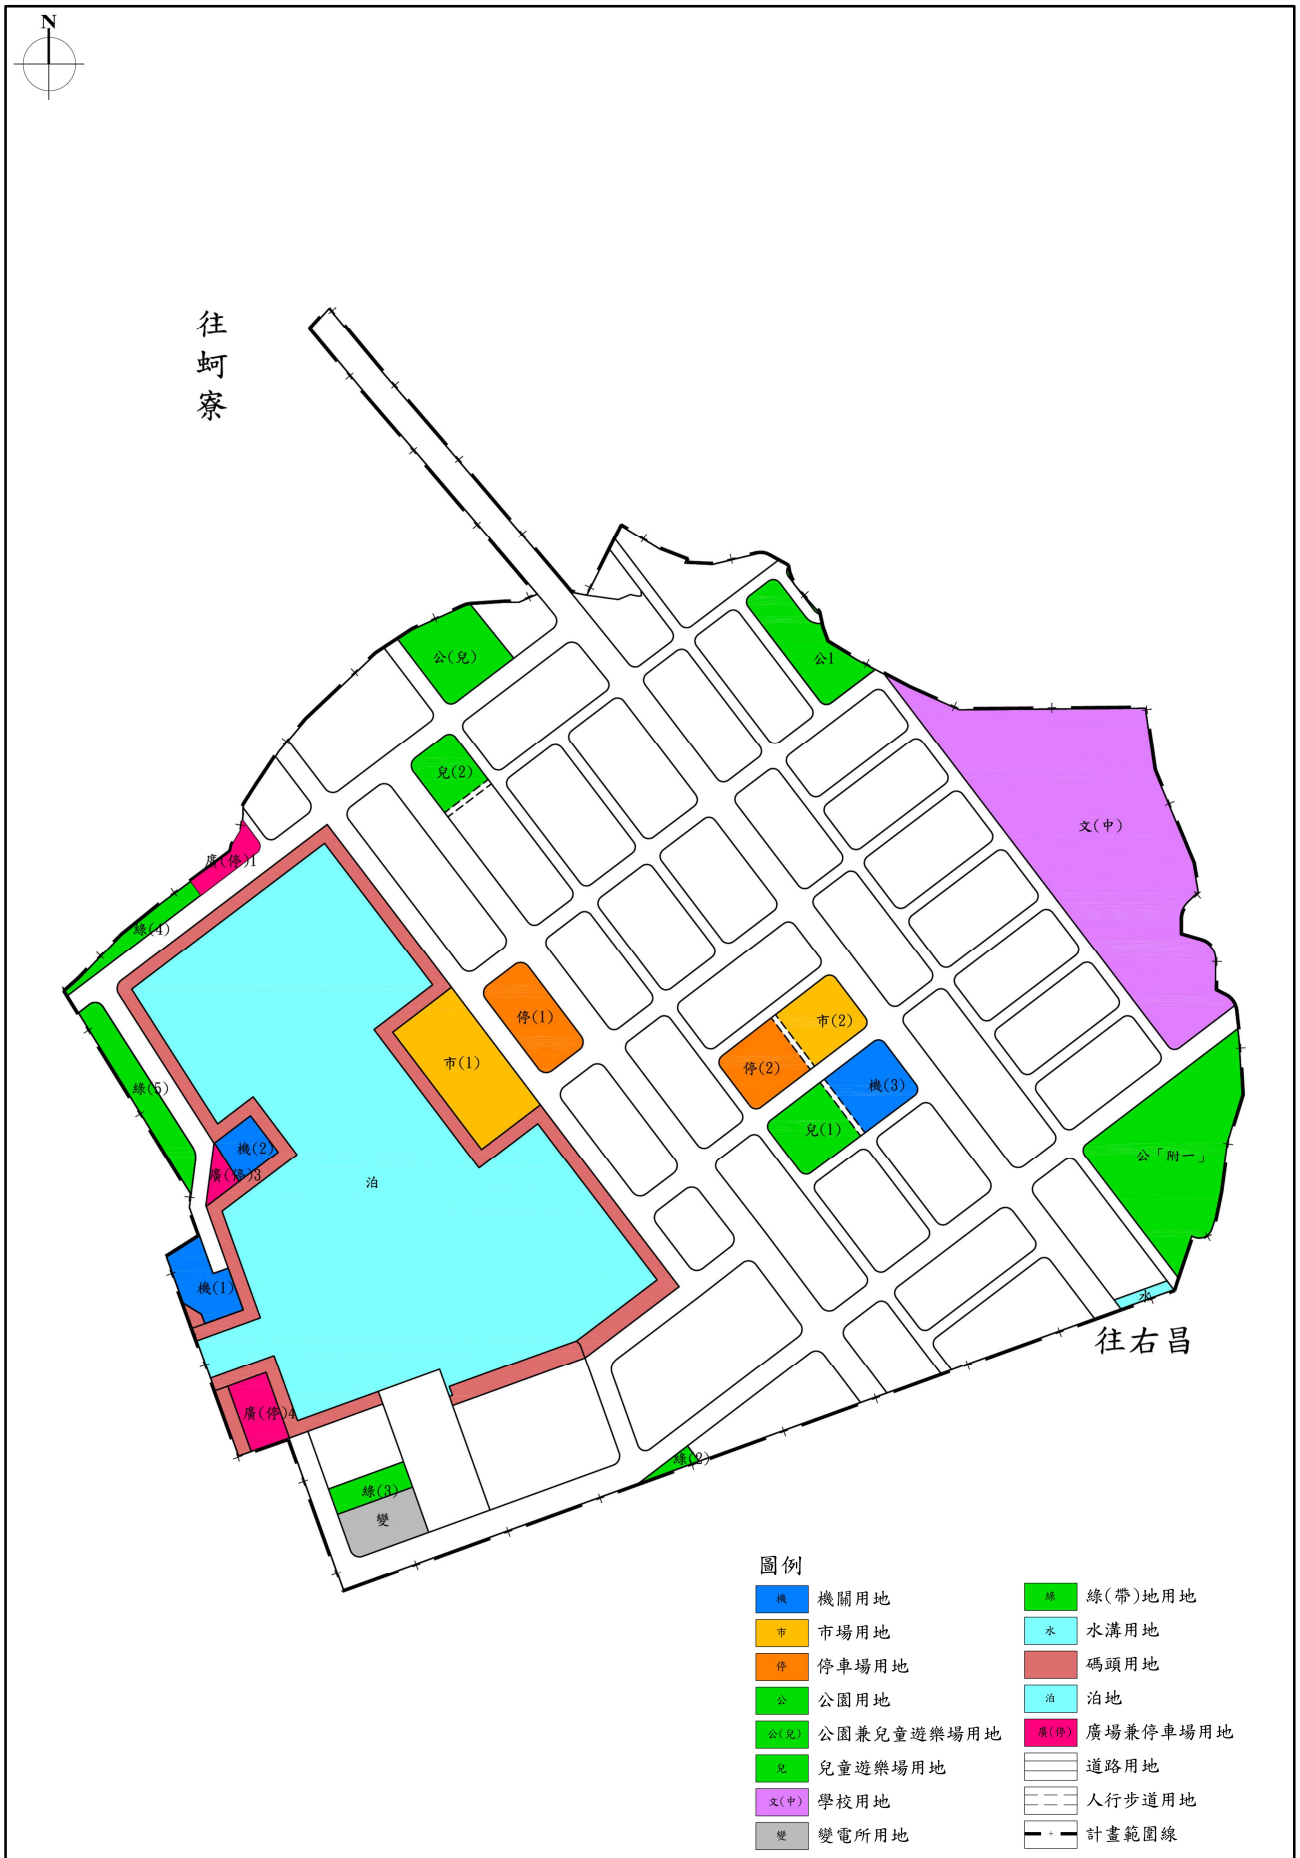 N
往蚵寮
公(兒)
公1
兒(2)
文(中)
廣(停)1
綠(4)
停(1)
市(2)
市(1)
停(2)
機(3)
綠(5)
兒(1)
機(2)
公「附一」
廣(停)3
泊
機(1)
水
往右昌
廣(停)4
綠(2)
綠(3)
變
圖例
機 機關用地
市 市場用地
停 停車場用地
公 公園用地
公(兒) 公園兼兒童遊樂場用地
兒 兒童遊樂場用地
文(中) 學校用地
變 變電所用地
綠 綠(帶)地用地
水 水溝用地
碼頭用地
泊 泊地
廣(停) 廣場兼停車場用地
道路用地
人行步道用地
計畫範圍線